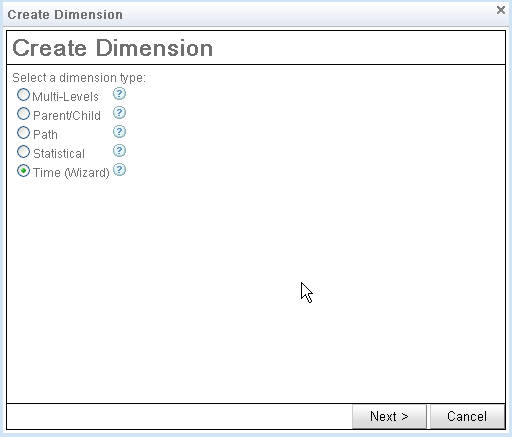 Create Dimension
Create Dimension
Select a dimension type:
Multi-Levels ?
Parent/Child ?
Path ?
Statistical ?
Time (Wizard) ?
Next > Cancel